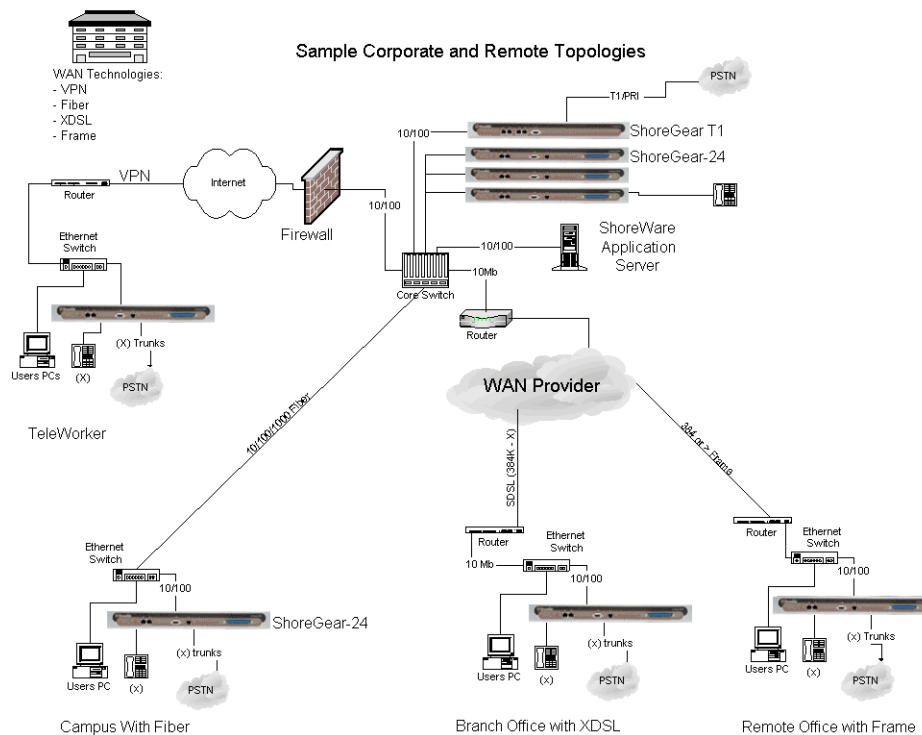 Sample Corporate and Remote Topologies
WAN Technologies:
- VPN
- Fiber
- XDSL
- Frame
PSTN
T1/PRI
10/100
ShoreGear T1
ShoreGear-24
VPN
Internet
Router
Firewall
10/100
Ethernet
Switch
10/100
ShoreWare
Application
Server
10Mb
Core Switch
Router
(X) Trunks
Users PCs
(X)
PSTN
TeleWorker
WAN Provider
10/100/1000 Fiber
SDSL (384K - X)
384 or > Frame
Ethernet
Switch
10/100
ShoreGear-24
(x) trunks
Users PC
(x)
PSTN
Campus With Fiber
Router
Ethernet
Switch
10 Mb
10/100
(x) trunks
Users PC
(x)
PSTN
Branch Office with XDSL
Router
Ethernet
Switch
10/100
(x) Trunks
Users PC
(x)
PSTN
Remote Office with Frame